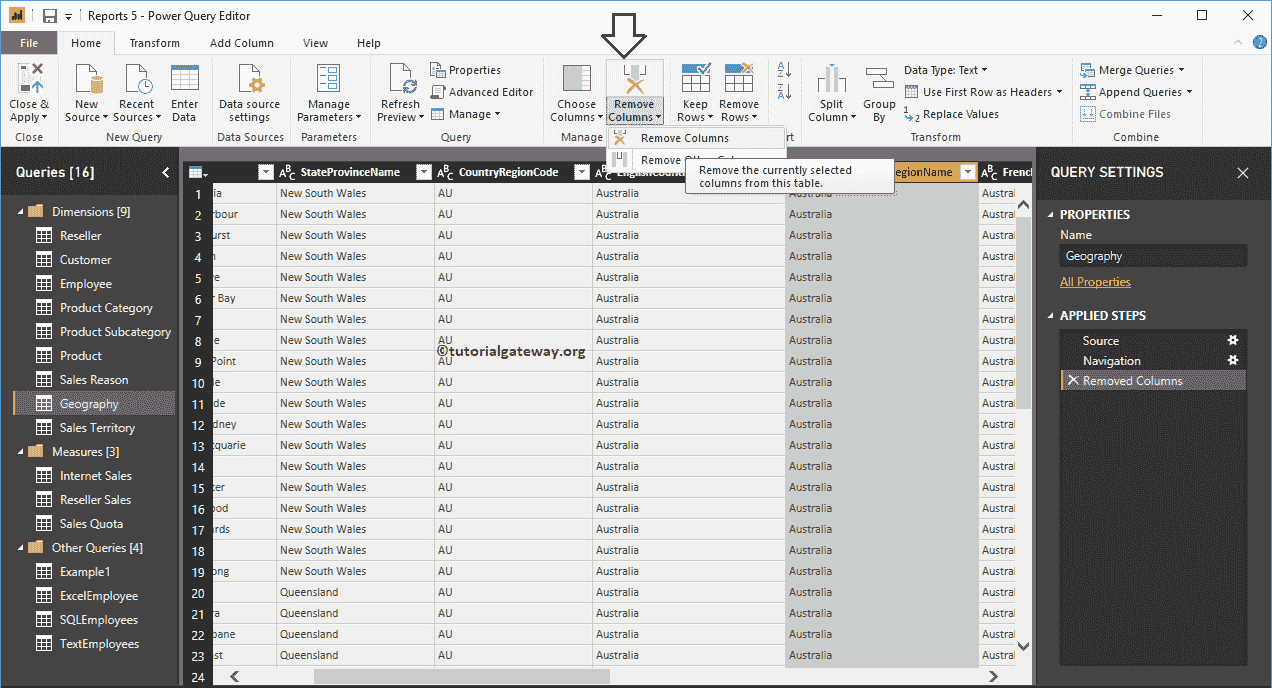 Reports 5 - Power Query Editor
File Home Transform Add Column View Help
Close & Apply
New Source
Recent Sources
Enter Data
Data source settings
Manage Parameters
Refresh Preview
Properties
Advanced Editor
Manage
Choose Columns
Remove Columns
Keep Rows
Remove Rows
Split Column
Group By
Data Type: Text
Use First Row as Headers
Replace Values
Merge Queries
Append Queries
Combine Files
Close New Query Data Sources Parameters Query Manage Transform Combine
Remove Columns
Remove
Remove the currently selected
columns from this table.
Queries [16]
Dimensions [9]
Reseller
Customer
Employee
Product Category
Product Subcategory
Product
Sales Reason
Geography
Sales Territory
Measures [3]
Internet Sales
Reseller Sales
Sales Quota
Other Queries [4]
Example1
ExcelEmployee
SQLEmployees
TextEmployees
StateProvinceName CountryRegionCode egionName Frencl
1 ia New South Wales AU Australia Australia Austral
2 rbour New South Wales AU Australia Australia Austral
3 urst New South Wales AU Australia Australia Austral
4 New South Wales AU Australia Australia Austral
5 ve New South Wales AU Australia Australia Austral
6 r Bay New South Wales AU Australia Australia Austral
7 New South Wales AU Australia Australia Austral
8 e New South Wales AU Australia Australia Austral
9 Point New South Wales AU Australia Australia Austral
10 le New South Wales AU Australia Australia Austral
11 de New South Wales AU Australia Australia Austral
12 dney New South Wales AU Australia Australia Austral
13 cquarie New South Wales AU Australia Australia Austral
14 New South Wales AU Australia Australia Austral
15 ter New South Wales AU Australia Australia Austral
16 ood New South Wales AU Australia Australia Austral
17 ards New South Wales AU Australia Australia Austral
18 New South Wales AU Australia Australia Austral
19 ong New South Wales AU Australia Australia Austral
20 Queensland AU Australia Australia Austral
21 ra Queensland AU Australia Australia Austral
22 bane Queensland AU Australia Australia Austral
23 st Queensland AU Australia Australia Austral
24
©tutorialgateway.org
QUERY SETTINGS
PROPERTIES
Name
Geography
All Properties
APPLIED STEPS
Source
Navigation
Removed Columns